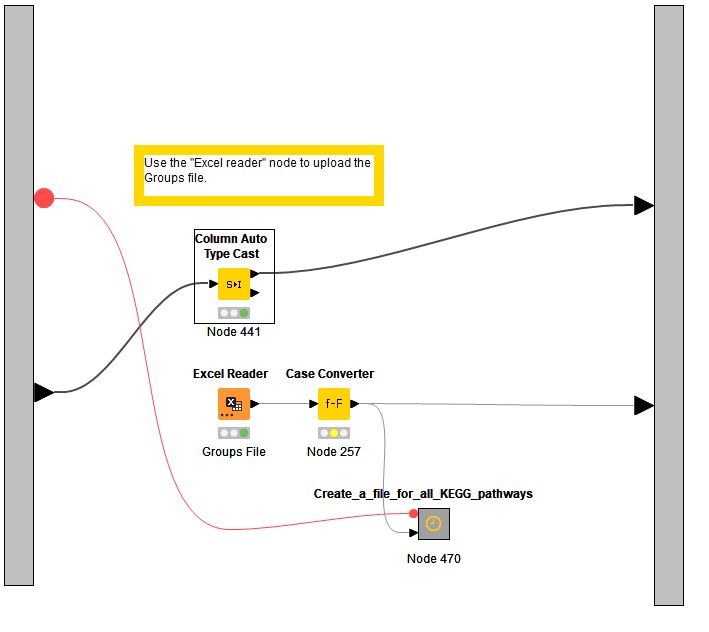 Use the "Excel reader" node to upload the
Groups file.
Column Auto
Type Cast
S▸I
Node 441
Excel Reader
Case Converter
X
f-F
Groups File
Node 257
Create_a_file_for_all_KEGG_pathways
Node 470